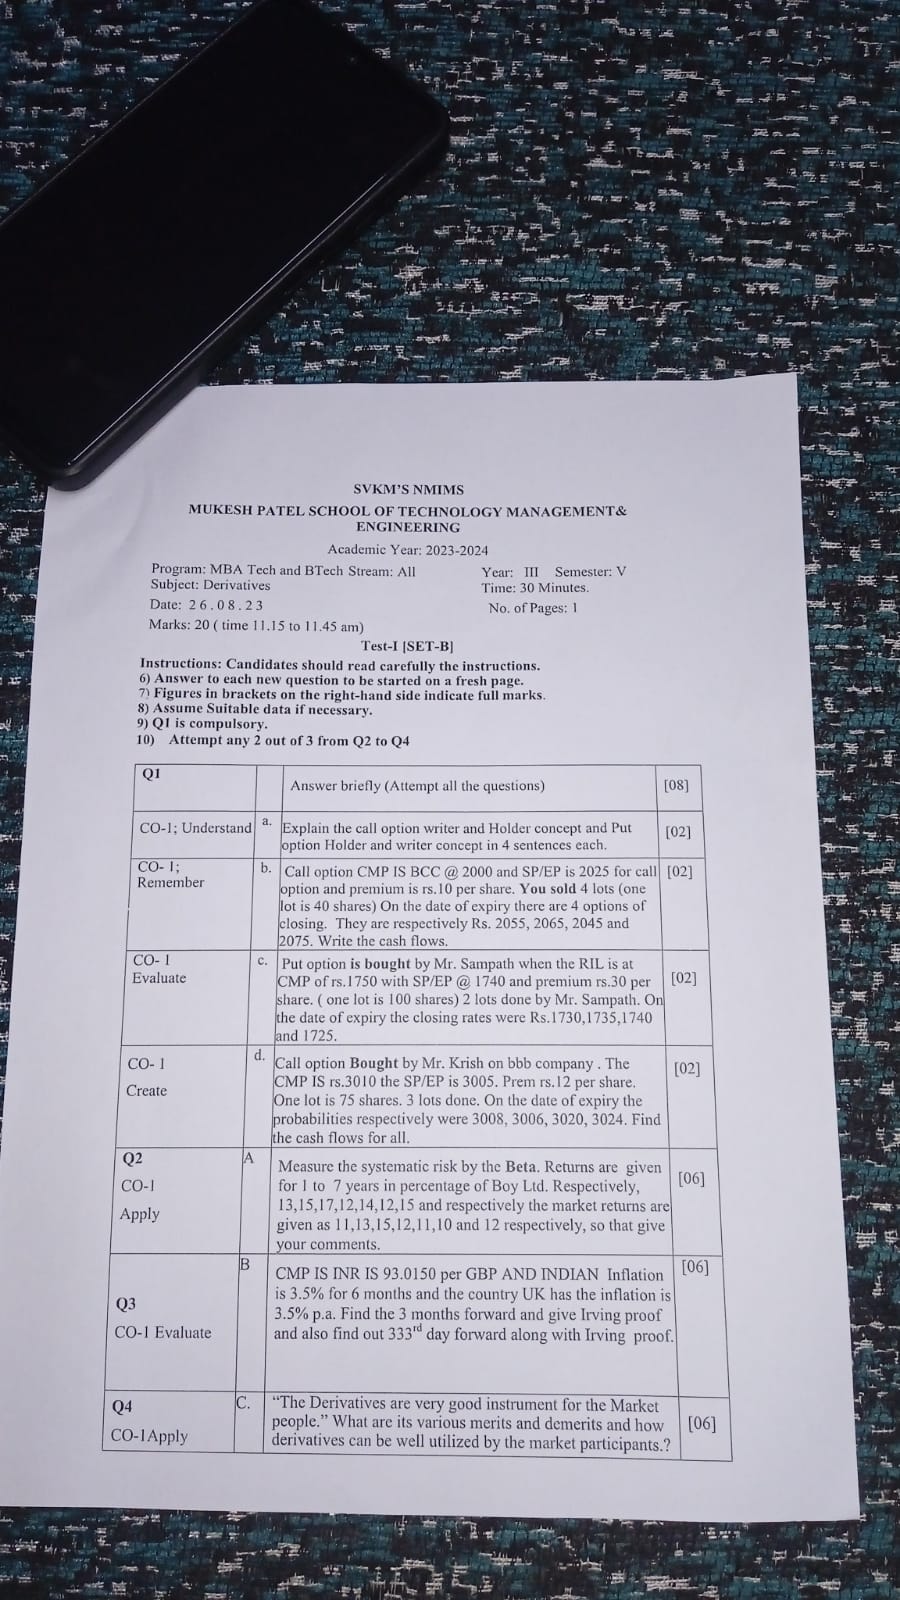 SVKM'S NMIMS
MUKESH PATEL SCHOOL OF TECHNOLOGY MANAGEMENT&
ENGINEERING
Academic Year: 2023-2024
Program: MBA Tech and BTech Stream: All Year: III Semester: V
Subject: Derivatives Time: 30 Minutes.
Date: 26.08.23 No. of Pages: 1
Marks: 20 ( time 11.15 to 11.45 am)
Test-I [SET-B]
Instructions: Candidates should read carefully the instructions.
6) Answer to each new question to be started on a fresh page.
7) Figures in brackets on the right-hand side indicate full marks.
8) Assume Suitable data if necessary.
9) Q1 is compulsory.
10) Attempt any 2 out of 3 from Q2 to Q4
Q1
Answer briefly (Attempt all the questions) [08]
CO-1; Understand a. Explain the call option writer and Holder concept and Put [02]
option Holder and writer concept in 4 sentences each.
CO- 1; b. Call option CMP IS BCC @ 2000 and SP/EP is 2025 for call [02]
Remember option and premium is rs.10 per share. You sold 4 lots (one
lot is 40 shares) On the date of expiry there are 4 options of
closing. They are respectively Rs. 2055, 2065, 2045 and
2075. Write the cash flows.
CO- 1 c. Put option is bought by Mr. Sampath when the RIL is at
Evaluate CMP of rs.1750 with SP/EP @ 1740 and premium rs.30 per [02]
share. ( one lot is 100 shares) 2 lots done by Mr. Sampath. On
the date of expiry the closing rates were Rs.1730,1735,1740
and 1725.
CO- 1 d. Call option Bought by Mr. Krish on bbb company . The [02]
Create CMP IS rs.3010 the SP/EP is 3005. Prem rs.12 per share.
One lot is 75 shares. 3 lots done. On the date of expiry the
probabilities respectively were 3008, 3006, 3020, 3024. Find
the cash flows for all.
Q2 A Measure the systematic risk by the Beta. Returns are given [06]
CO-1 for 1 to 7 years in percentage of Boy Ltd. Respectively,
Apply 13,15,17,12,14,12,15 and respectively the market returns are
given as 11,13,15,12,11,10 and 12 respectively, so that give
your comments.
B CMP IS INR IS 93.0150 per GBP AND INDIAN Inflation [06]
is 3.5% for 6 months and the country UK has the inflation is
Q3 3.5% p.a. Find the 3 months forward and give Irving proof
CO-1 Evaluate and also find out 333rd day forward along with Irving proof.
Q4 C. "The Derivatives are very good instrument for the Market
people." What are its various merits and demerits and how [06]
CO-1Apply derivatives can be well utilized by the market participants.?